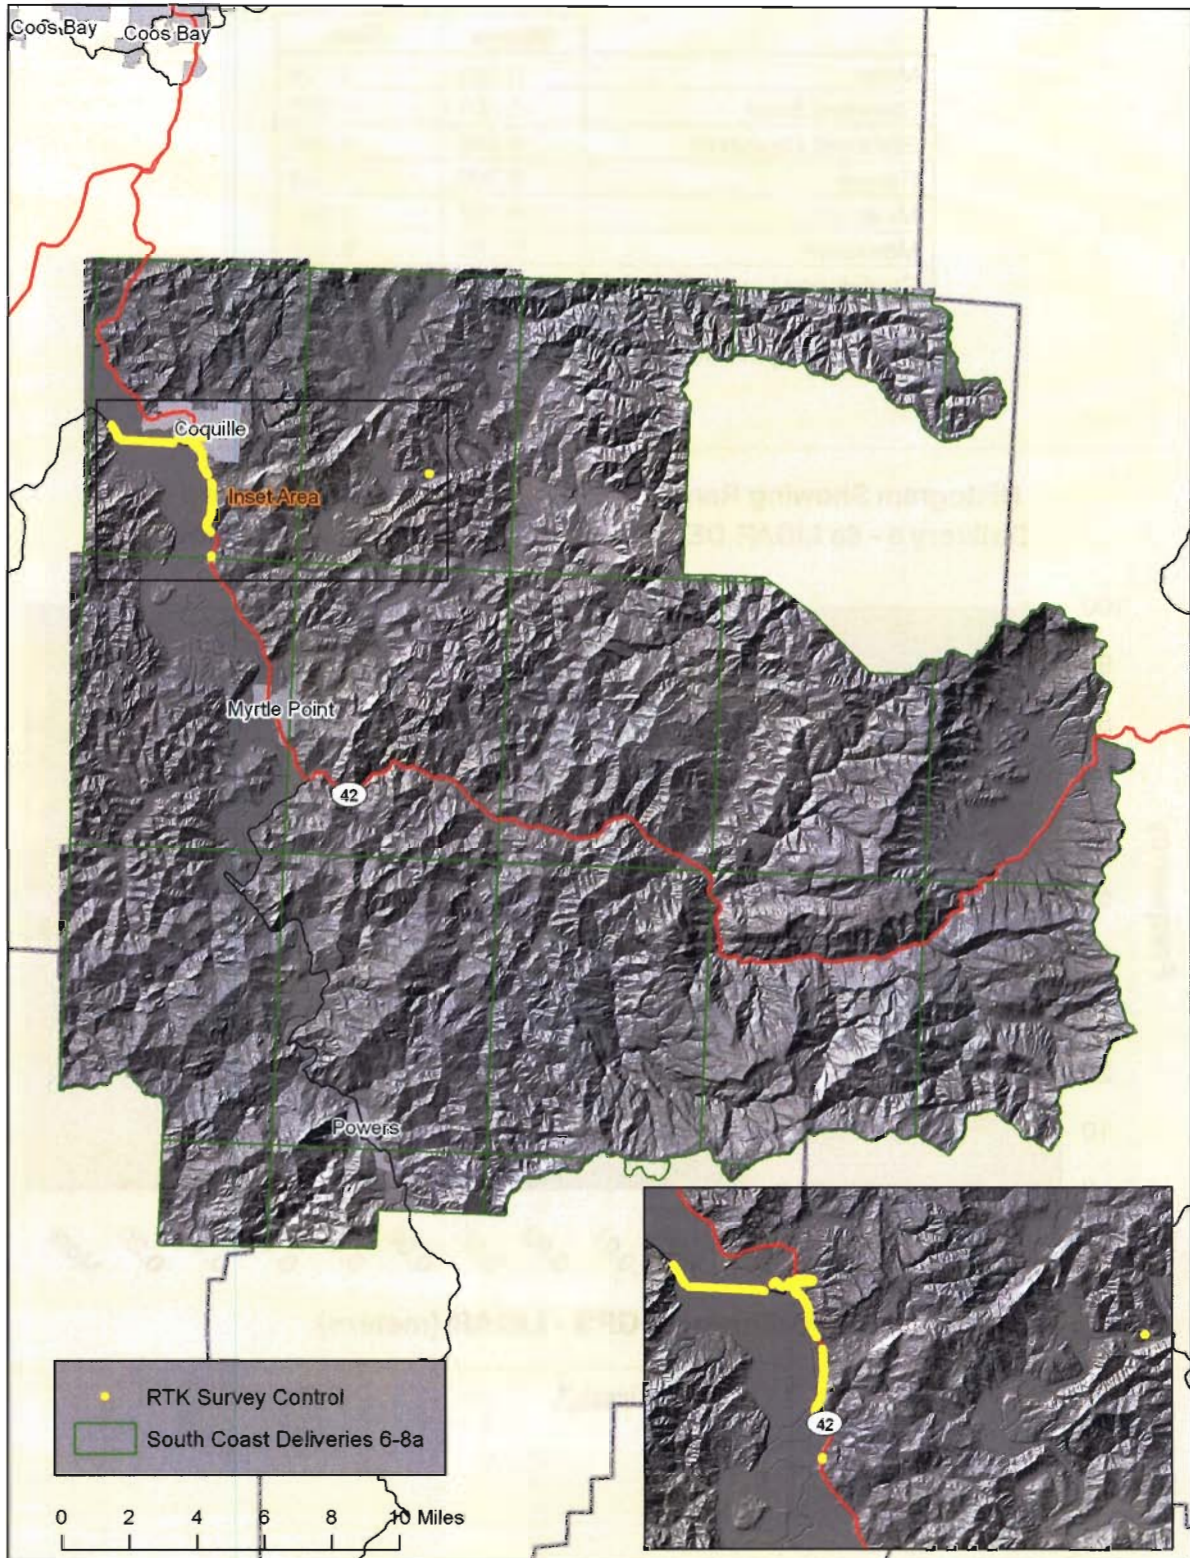 Coos Bay
Coos Bay
Coquille
Inset Area
Myrtle Point
42
Powers
RTK Survey Control
South Coast Deliveries 6-8a
42
0 2 4 6 8 10 Miles